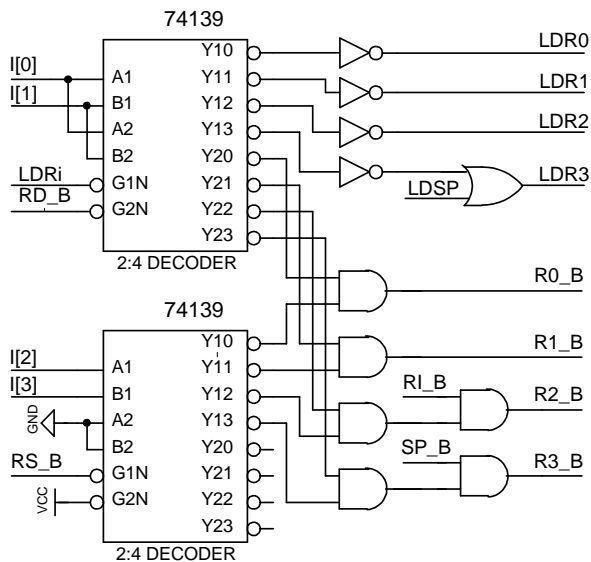 74139
I[0]
I[1]
LDRi
RD_B
A1
B1
A2
B2
G1N
G2N
Y10
Y11
Y12
Y13
Y20
Y21
Y22
Y23
2:4 DECODER
LDR0
LDR1
LDR2
LDSP
LDR3
74139
I[2]
I[3]
GND
RS_B
VCC
A1
B1
A2
B2
G1N
G2N
Y10
Y11
Y12
Y13
Y20
Y21
Y22
Y23
2:4 DECODER
R0_B
R1_B
RI_B
R2_B
SP_B
R3_B